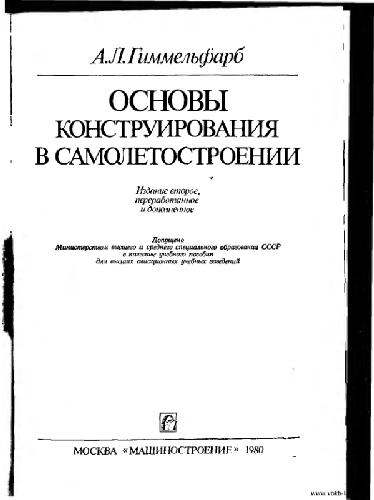 А.Л.Гиммельфарб
ОСНОВЫ
КОНСТРУИРОВАНИЯ
В САМОЛЕТОСТРОЕНИИ
Издание второе,
переработанное
и дополненное
Допущено
Министерством высшего и среднего специального образования СССР
в качестве учебного пособия
для высших авиационных учебных заведений
МОСКВА «МАШИНОСТРОЕНИЕ» 1980